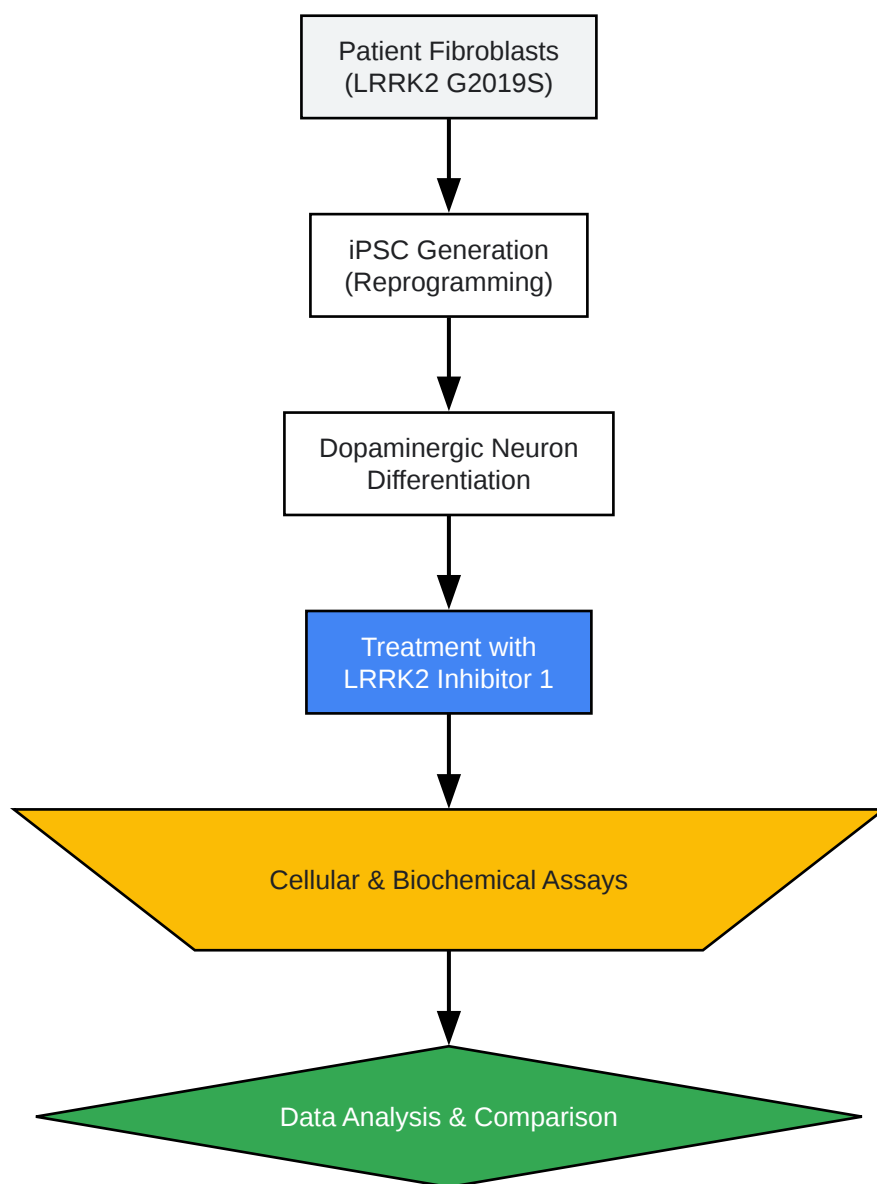 Patient Fibroblasts
(LRRK2 G2019S)
iPSC Generation
(Reprogramming)
Dopaminergic Neuron
Differentiation
Treatment with
LRRK2 Inhibitor 1
Cellular & Biochemical Assays
Data Analysis & Comparison